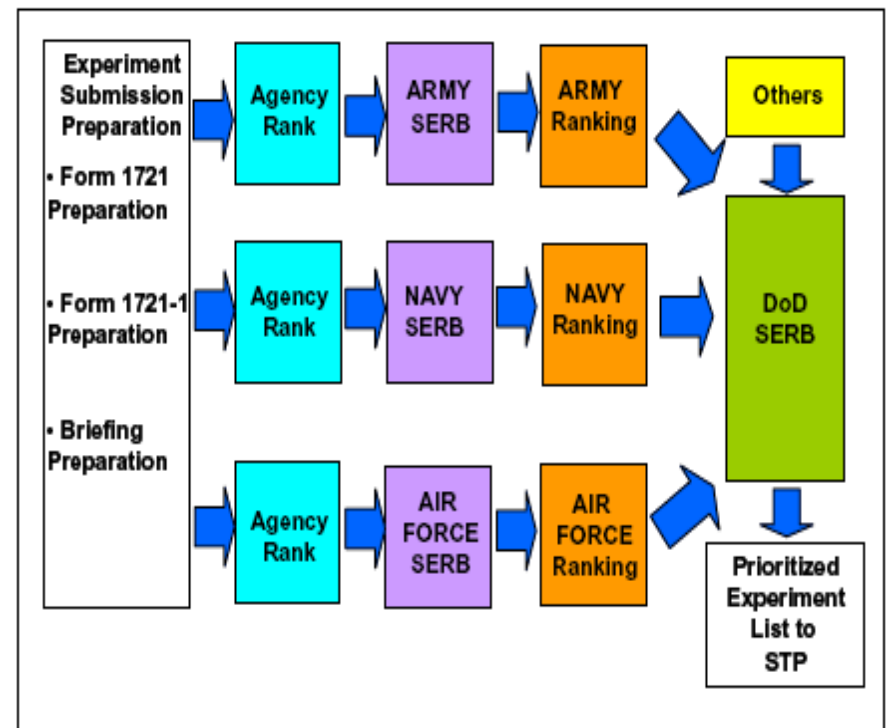 Experiment
Submission
Preparation
• Form 1721
Preparation
• Form 1721-1
Preparation
• Briefing
Preparation
Agency
Rank
ARMY
SERB
ARMY
Ranking
Others
Agency
Rank
NAVY
SERB
NAVY
Ranking
DoD
SERB
Agency
Rank
AIR
FORCE
SERB
AIR
FORCE
Ranking
Prioritized
Experiment
List to
STP